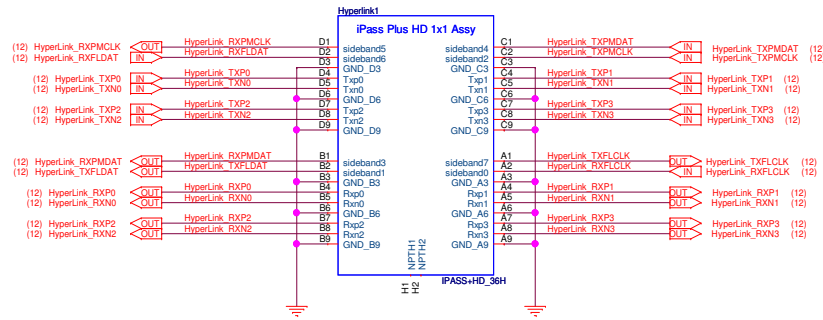 Hyperlink1
iPass Plus HD 1x1 Assy
(12) HyperLink_RXPMCLK OUT HyperLink_RXPMCLK D1 sideband5 sideband4 C1 HyperLink_TXPMDAT IN HyperLink_TXPMDAT (12)
(12) HyperLink_RXFLDAT IN HyperLink_RXFLDAT D2 sideband6 sideband2 C2 HyperLink_TXPMCLK IN HyperLink_TXPMCLK (12
D3 GND_D3 GND_C3 C3
(12) HyperLink_TXP0 IN HyperLink_TXP0 D4 Txp0 Txp1 C4 HyperLink_TXP1 IN HyperLink_TXP1 (12)
(12) HyperLink_TXN0 IN HyperLink_TXN0 D5 Txn0 Txn1 C5 HyperLink_TXN1 IN HyperLink_TXN1 (12)
D6 GND_D6 GND_C6 C6
(12) HyperLink_TXP2 IN HyperLink_TXP2 D7 Txp2 Txp3 C7 HyperLink_TXP3 IN HyperLink_TXP3 (12)
(12) HyperLink_TXN2 IN HyperLink_TXN2 D8 Txn2 Txn3 C8 HyperLink_TXN3 IN HyperLink_TXN3 (12)
D9 GND_D9 GND_C9 C9
(12) HyperLink_RXPMDAT OUT HyperLink_RXPMDAT B1 sideband3 sideband7 A1 HyperLink_TXFLCLK OUT HyperLink_TXFLCLK (12)
(12) HyperLink_TXFLDAT OUT HyperLink_TXFLDAT B2 sideband1 sideband0 A2 HyperLink_RXFLCLK IN HyperLink_RXFLCLK (12)
B3 GND_B3 GND_A3 A3
(12) HyperLink_RXP0 OUT HyperLink_RXP0 B4 Rxp0 Rxp1 A4 HyperLink_RXP1 OUT HyperLink_RXP1 (12)
(12) HyperLink_RXN0 OUT HyperLink_RXN0 B5 Rxn0 Rxn1 A5 HyperLink_RXN1 OUT HyperLink_RXN1 (12)
B6 GND_B6 GND_A6 A6
(12) HyperLink_RXP2 OUT HyperLink_RXP2 B7 Rxp2 Rxp3 A7 HyperLink_RXP3 OUT HyperLink_RXP3 (12)
(12) HyperLink_RXN2 OUT HyperLink_RXN2 B8 Rxn2 Rxn3 A8 HyperLink_RXN3 OUT HyperLink_RXN3 (12)
B9 GND_B9 GND_A9 A9
NPTH1
NPTH2
H1
H2
IPASS+HD_36H